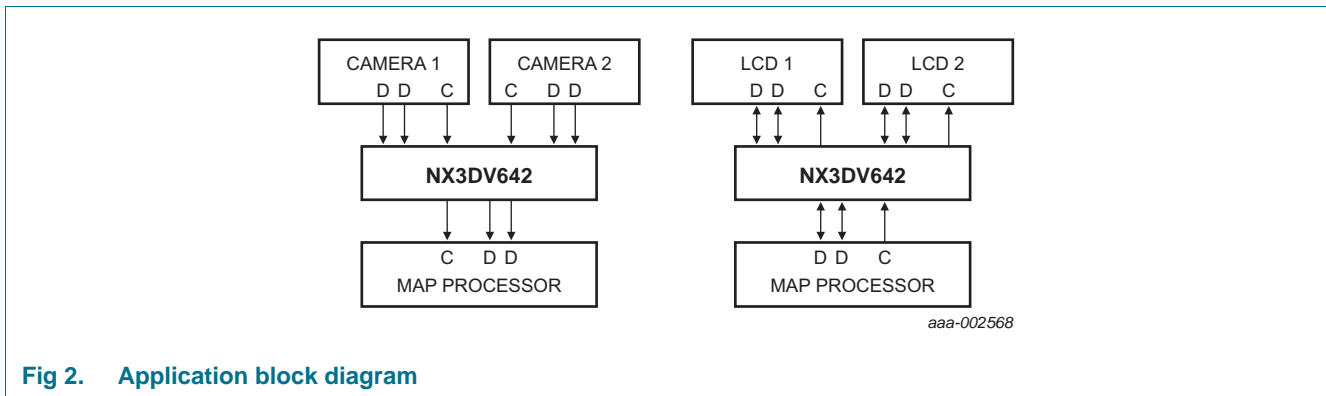 CAMERA 1 CAMERA 2 LCD 1 LCD 2
D D C C D D D D C D D C
NX3DV642 NX3DV642
C D D D D C
MAP PROCESSOR MAP PROCESSOR
aaa-002568
Fig 2. Application block diagram